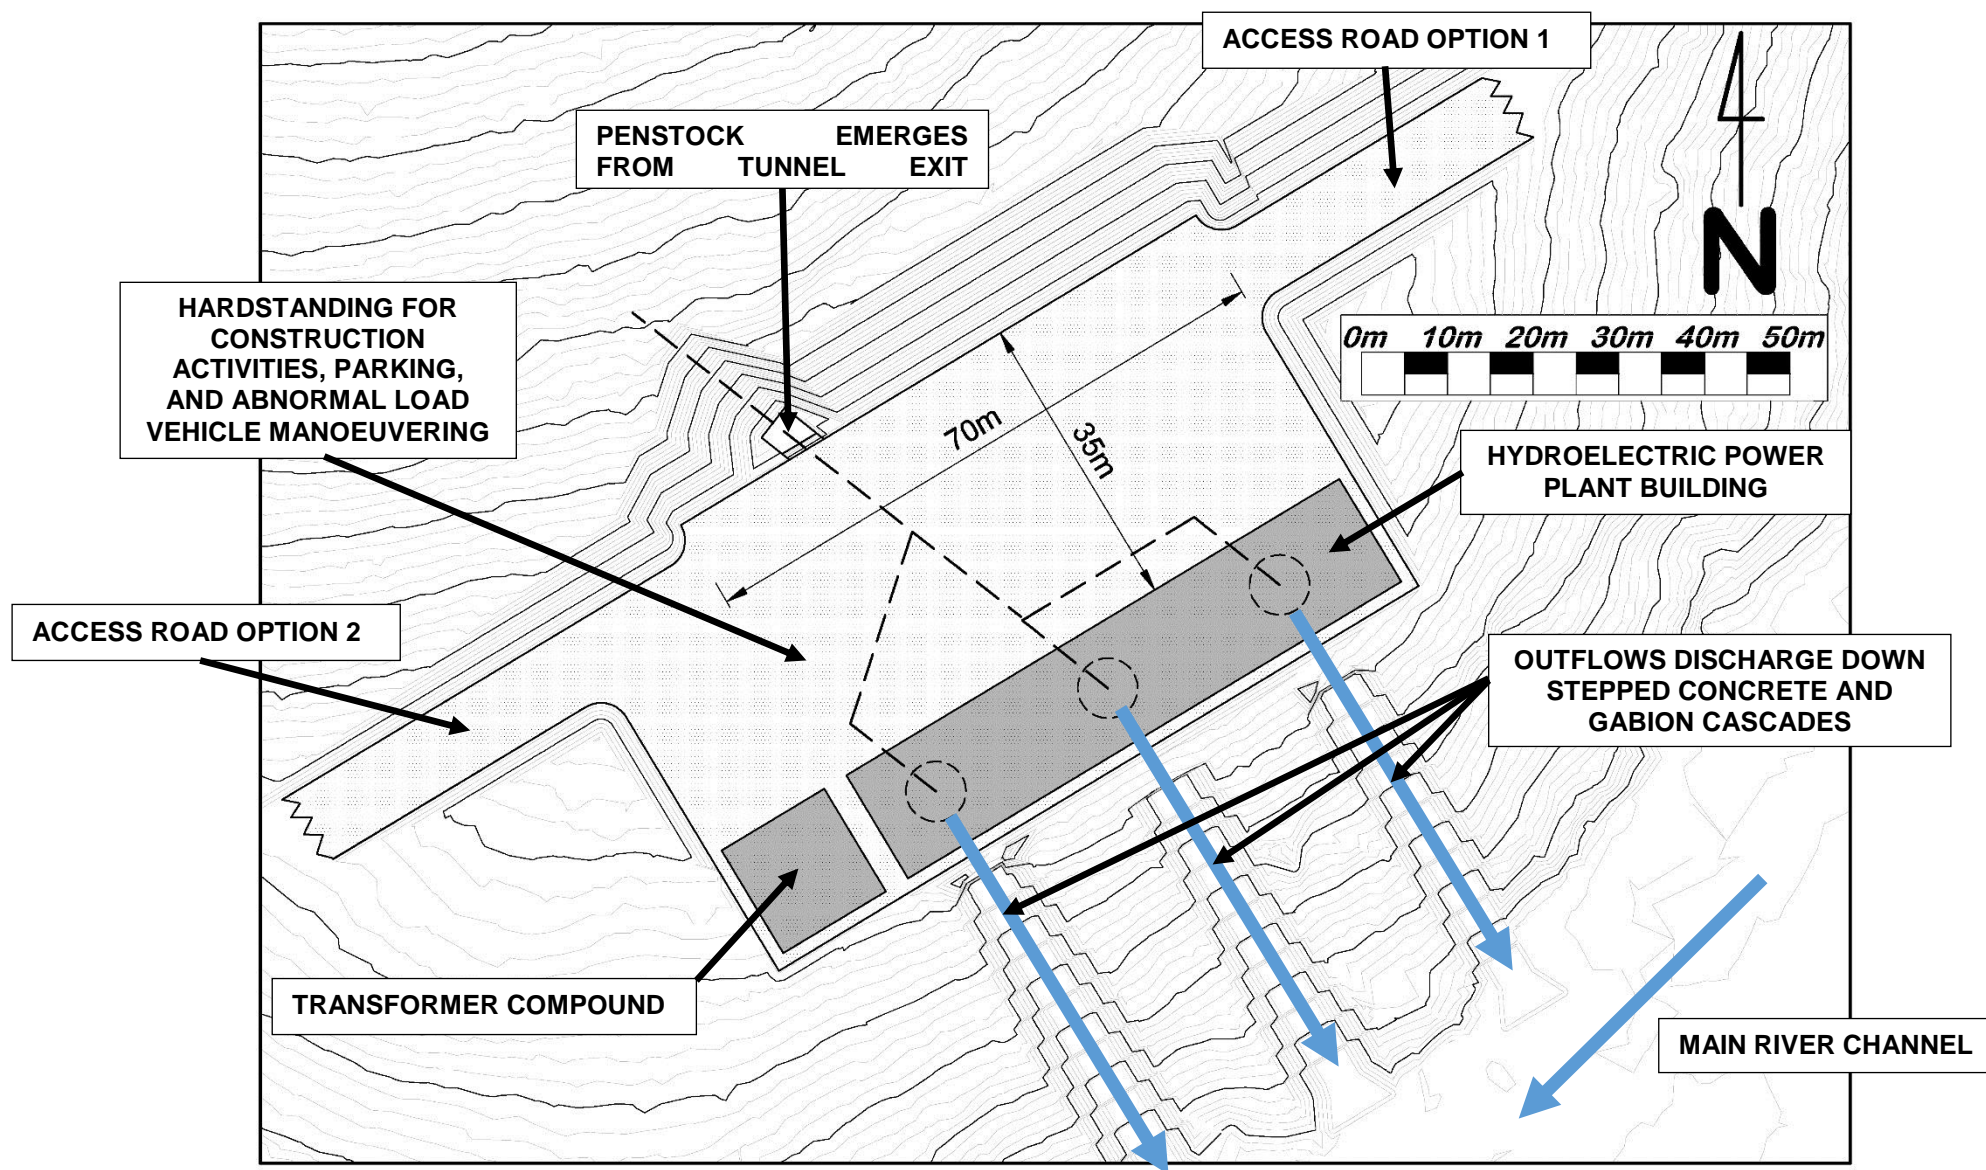 ACCESS ROAD OPTION 1
PENSTOCK EMERGES
FROM TUNNEL EXIT
N
HARDSTANDING FOR
CONSTRUCTION
ACTIVITIES, PARKING,
AND ABNORMAL LOAD
VEHICLE MANOEUVERING
0m 10m 20m 30m 40m 50m
70m
35m
HYDROELECTRIC POWER
PLANT BUILDING
ACCESS ROAD OPTION 2
OUTFLOWS DISCHARGE DOWN
STEPPED CONCRETE AND
GABION CASCADES
TRANSFORMER COMPOUND
MAIN RIVER CHANNEL